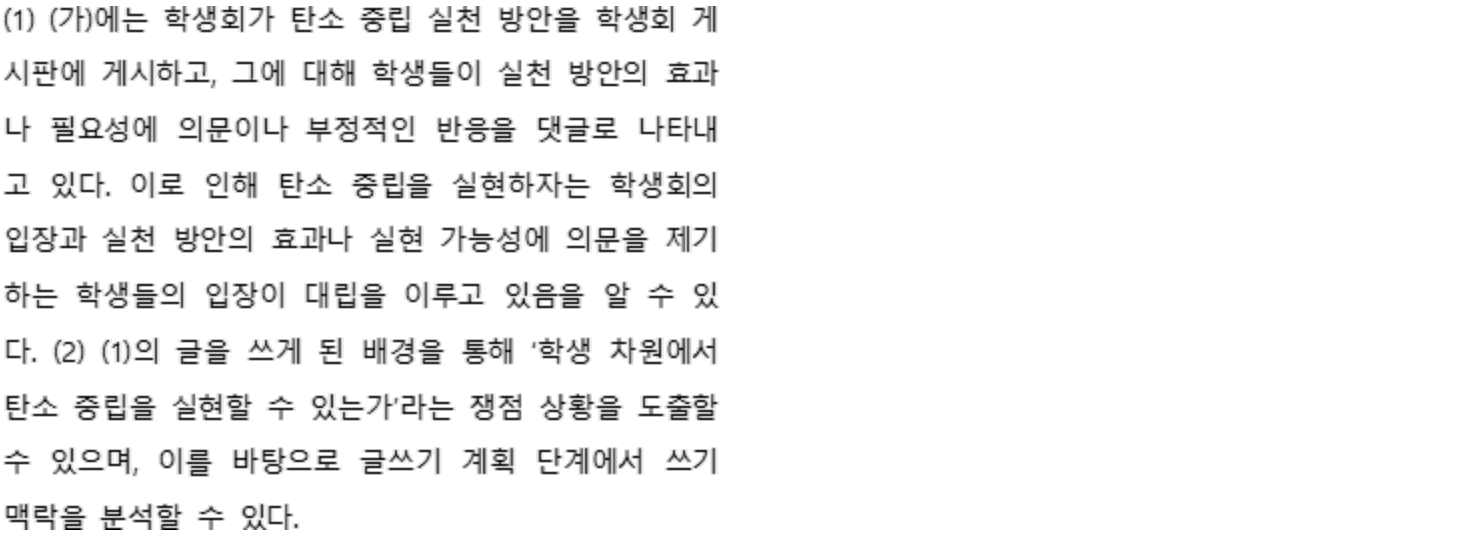 (1) (가)에는 학생회가 탄소 중립 실천 방안을 학생회 게
시판에 게시하고, 그에 대해 학생들이 실천 방안의 효과
나 필요성에 의문이나 부정적인 반응을 댓글로 나타내
고 있다. 이로 인해 탄소 중립을 실현하자는 학생회의
입장과 실천 방안의 효과나 실현 가능성에 의문을 제기
하는 학생들의 입장이 대립을 이루고 있음을 알 수 있
다. (2) (1)의 글을 쓰게 된 배경을 통해 '학생 차원에서
탄소 중립을 실현할 수 있는가'라는 쟁점 상황을 도출할
수 있으며, 이를 바탕으로 글쓰기 계획 단계에서 쓰기
맥락을 분석할 수 있다.